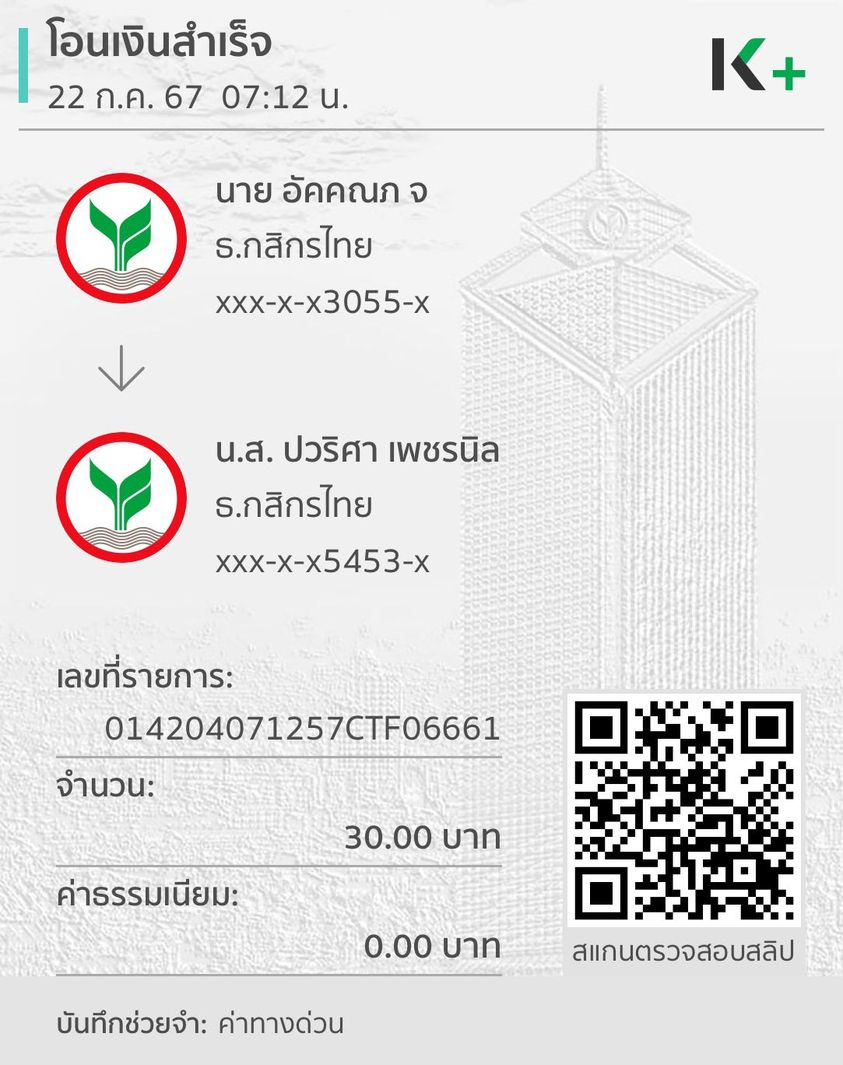 โอนเงินสำเร็จ
22 ก.ค. 67 07:12 น.
K+
นาย อัคคณภ จ
ธ.กสิกรไทย
xxx-x-x3055-x
น.ส. ปวริศา เพชรนิล
ธ.กสิกรไทย
xxx-x-x5453-x
เลขที่รายการ:
014204071257CTF06661
จำนวน:
30.00 บาท
ค่าธรรมเนียม:
0.00 บาท
สแกนตรวจสอบสลิป
บันทึกช่วยจำ: ค่าทางด่วน